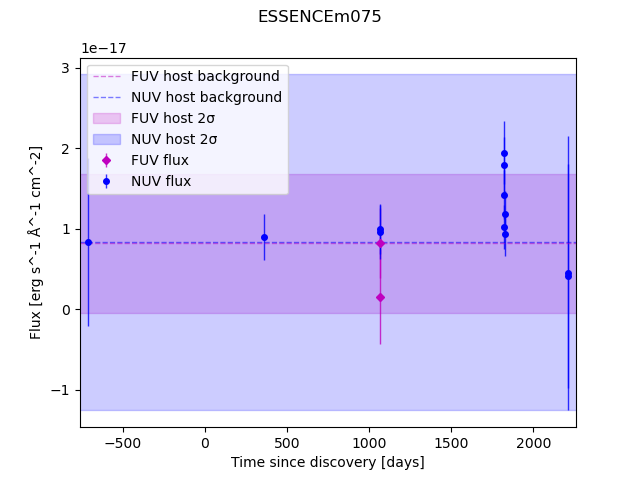 ESSENCEm075
1e−17
FUV host background
NUV host background
FUV host 2σ
NUV host 2σ
FUV flux
NUV flux
3
2
1
0
−1
Flux [erg s^-1 Å^-1 cm^-2]
−500
0
500
1000
1500
2000
Time since discovery [days]